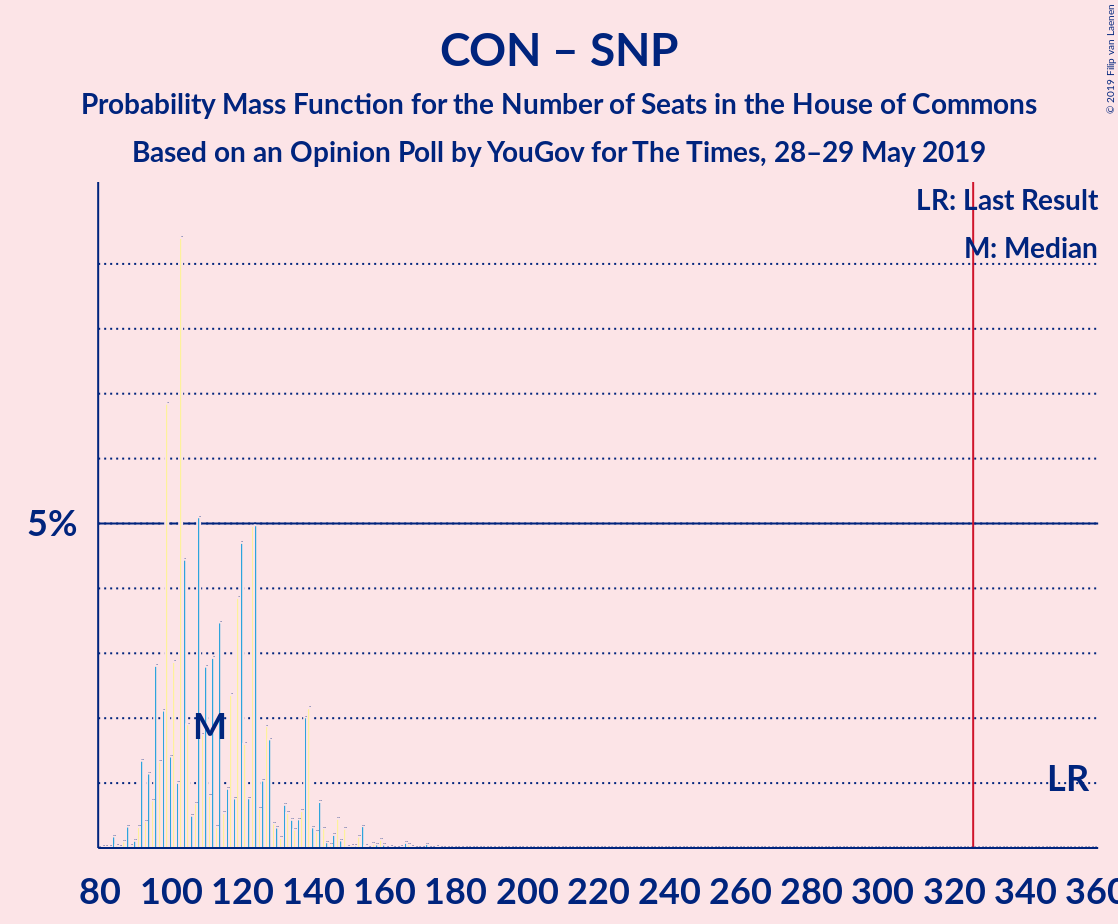 CON – SNP
Probability Mass Function for the Number of Seats in the House of Commons
Based on an Opinion Poll by YouGov for The Times, 28–29 May 2019
© 2019 Filip van Laenen
LR: Last Result
M: Median
5%
M
LR
80 100 120 140 160 180 200 220 240 260 280 300 320 340 360